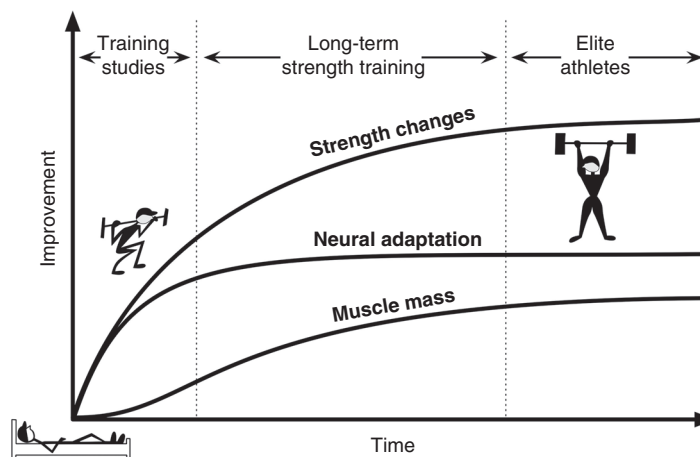 Training
studies
Long-term
strength training
Elite
athletes
Strength changes
Improvement
Neural adaptation
Muscle mass
Time